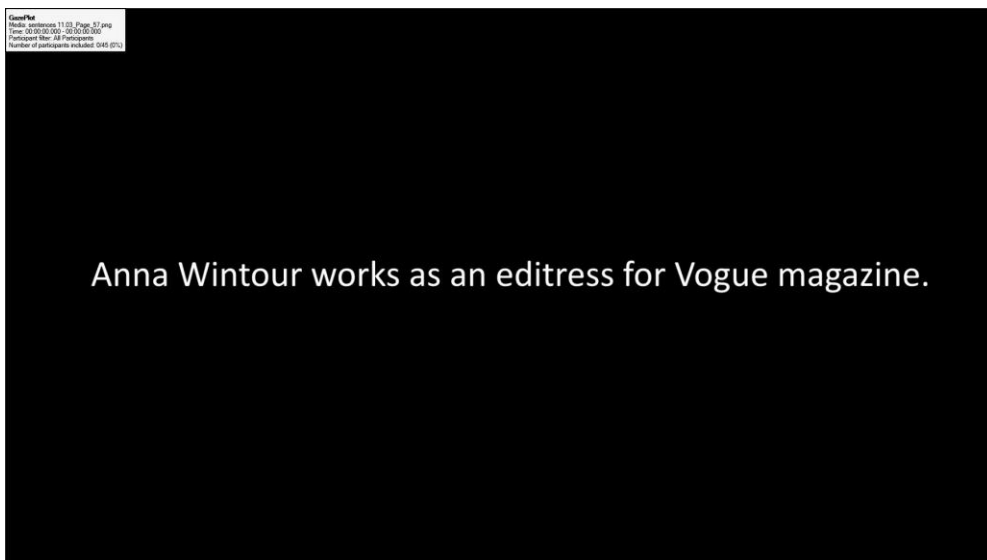 GazePlot
Media: sentences 11.03_Page_57.png
Time: 00:00:00.000 - 00:00:00.000
Participant filter: All Participants
Number of participants included: 0/45 (0%)
Anna Wintour works as an editress for Vogue magazine.